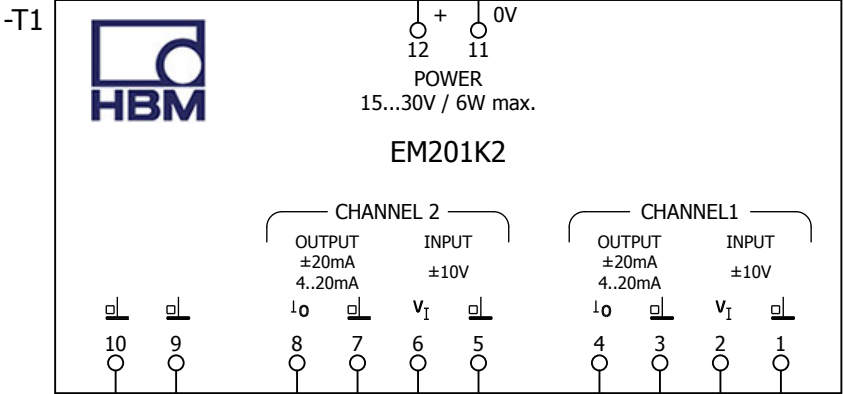 -T1
+ 0V
12 11
HBM
POWER
15...30V / 6W max.
EM201K2
CHANNEL 2 CHANNEL1
OUTPUT INPUT OUTPUT INPUT
±20mA ±10V ±20mA ±10V
4..20mA 4..20mA
Io VI Io VI
10 9 8 7 6 5 4 3 2 1